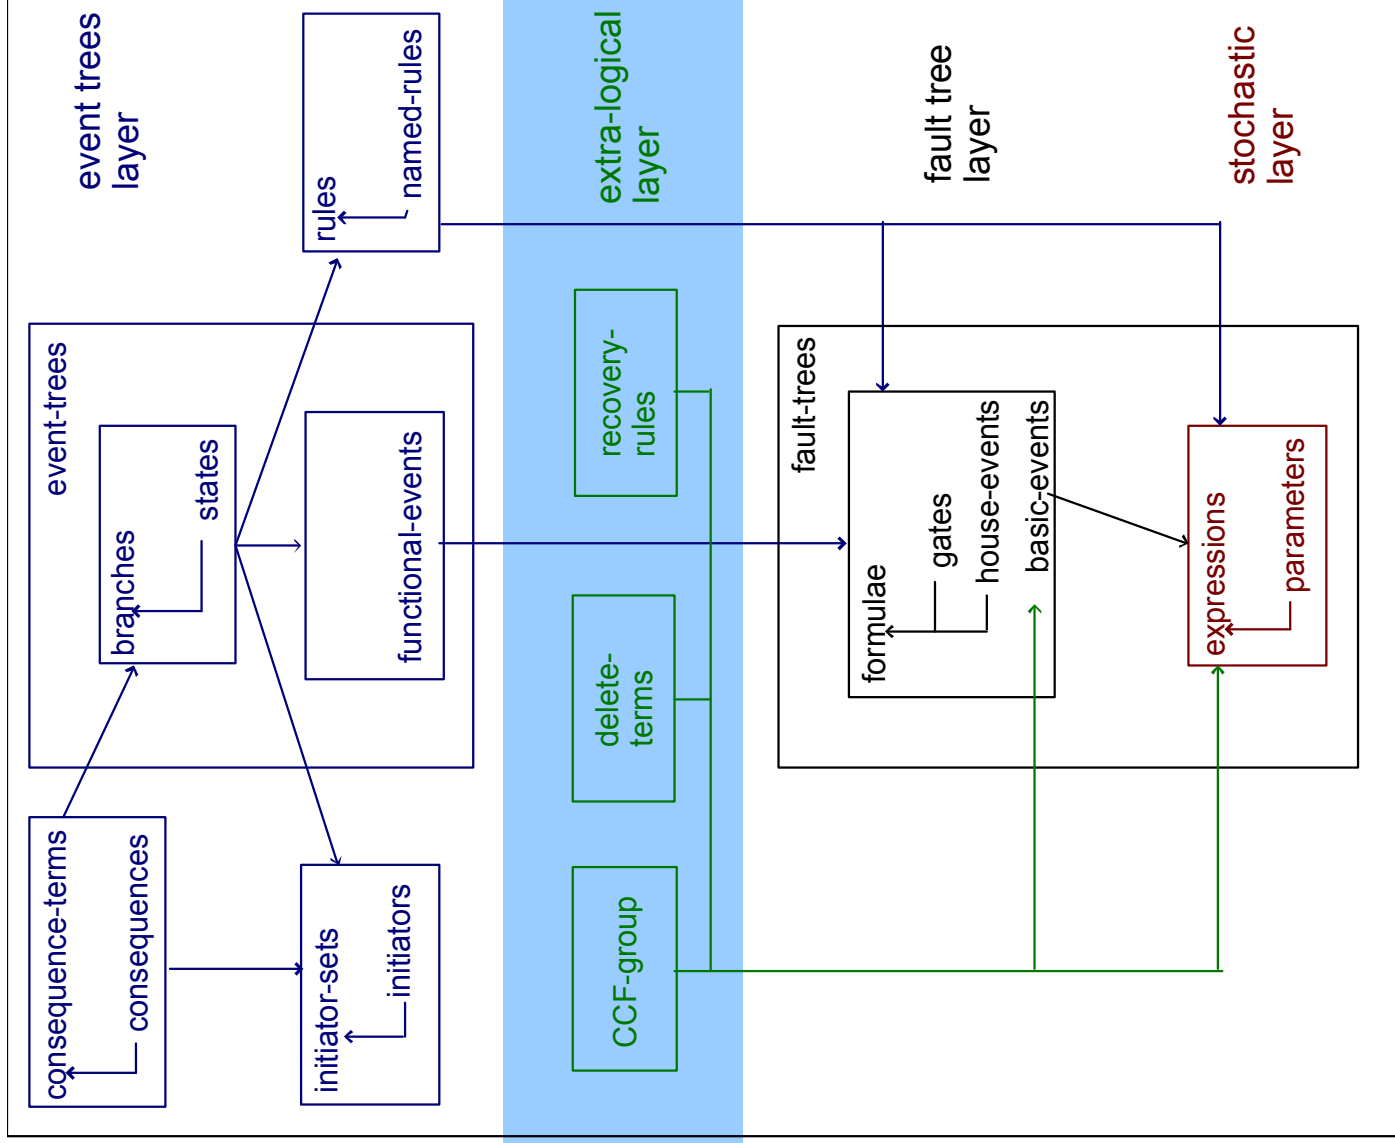 event trees
layer
event-trees
consequence-terms
consequences
branches
states
rules
named-rules
initiator-sets
initiators
functional-events
extra-logical
layer
CCF-group
delete-
terms
recovery-
rules
fault tree
layer
fault-trees
formulae
gates
house-events
basic-events
stochastic
layer
expressions
parameters